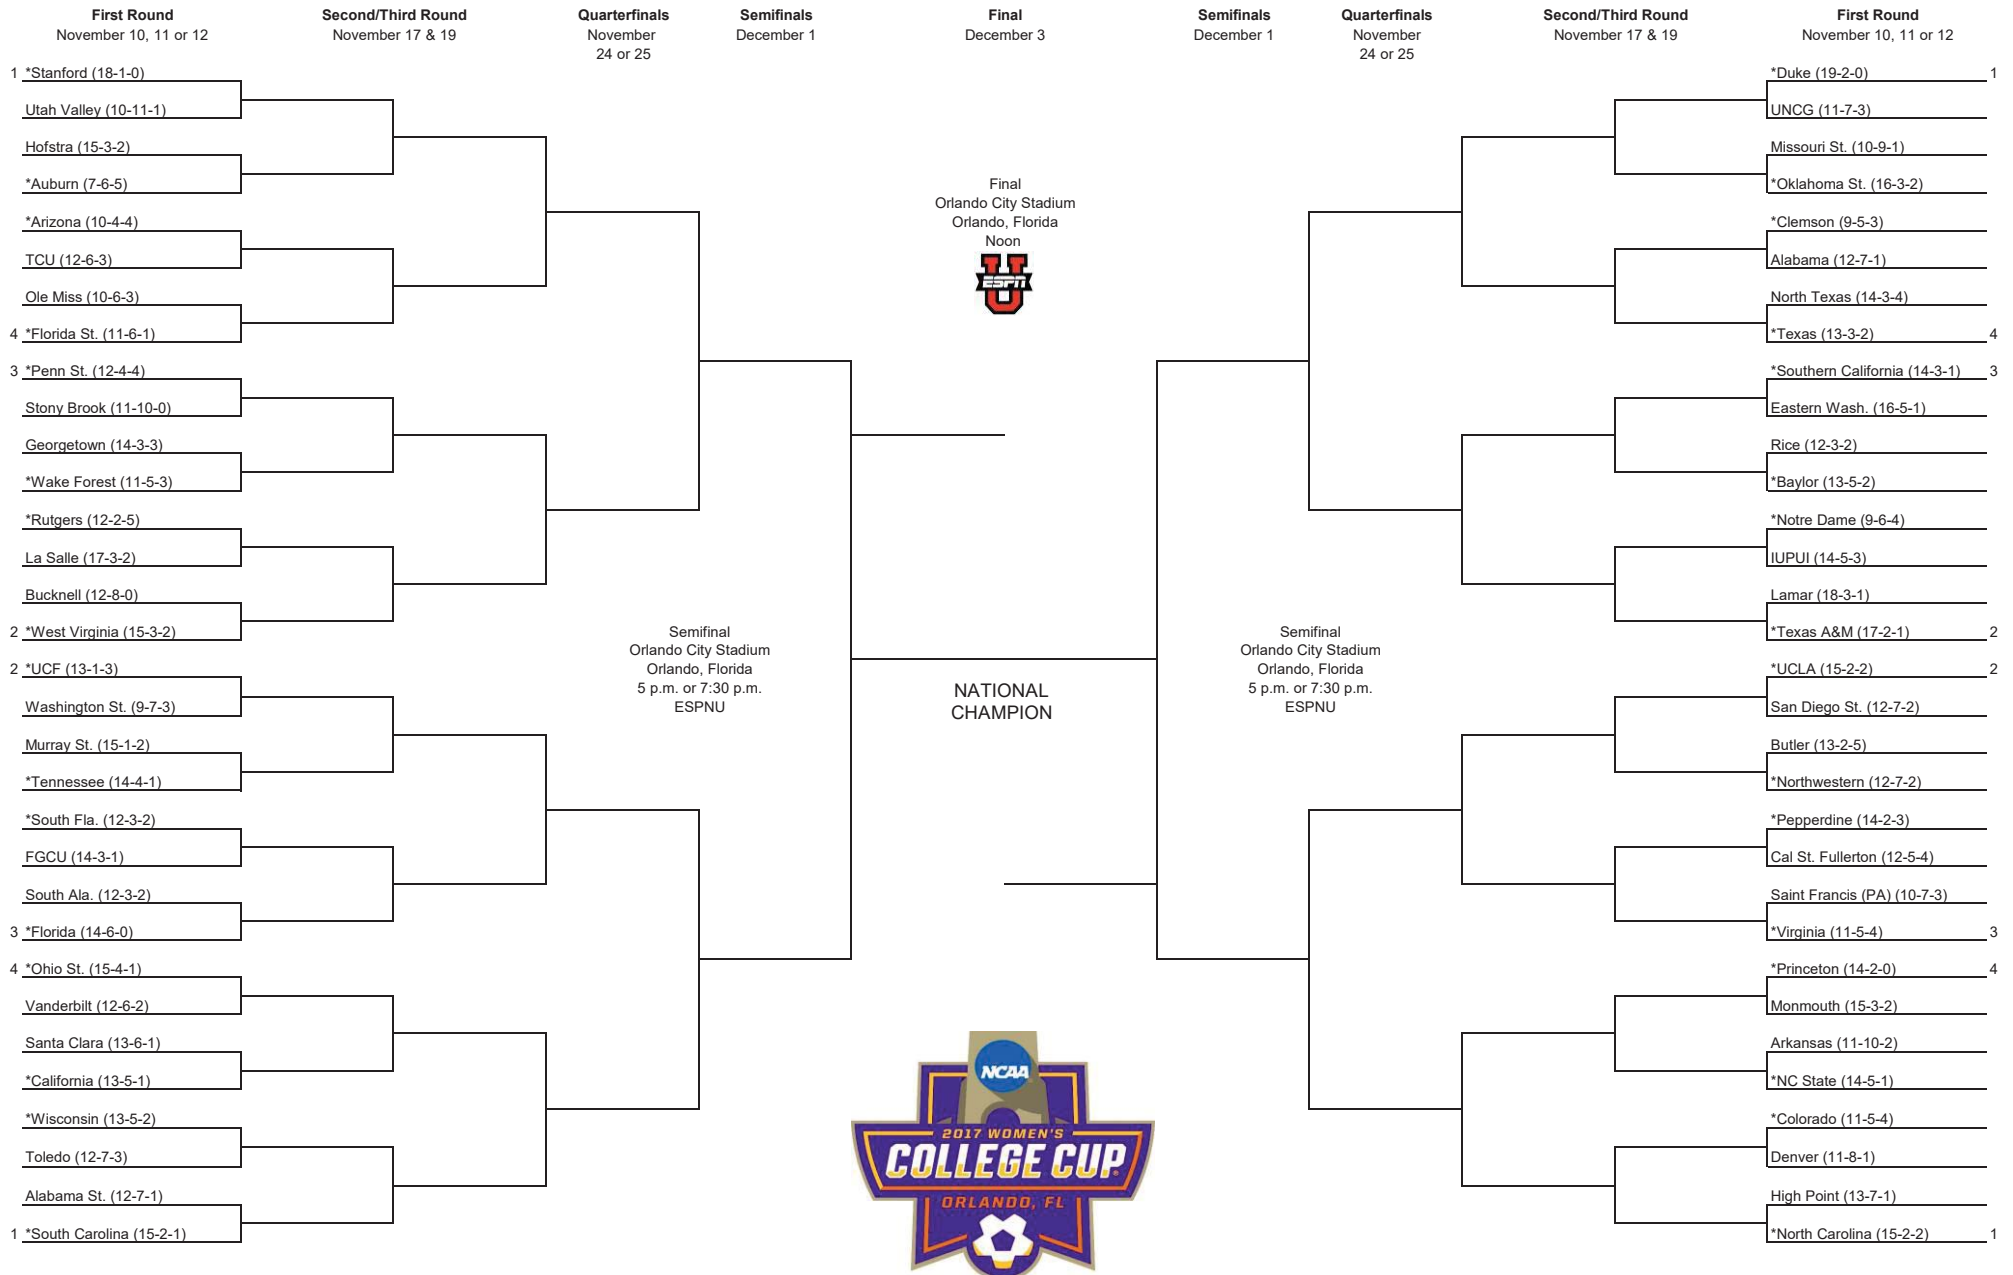 First Round
November 10, 11 or 12
Second/Third Round
November 17 & 19
Quarterfinals
November
24 or 25
Semifinals
December 1
Final
December 3
Semifinals
December 1
Quarterfinals
November
24 or 25
Second/Third Round
November 17 & 19
First Round
November 10, 11 or 12
1 *Stanford (18-1-0)
Utah Valley (10-11-1)
Hofstra (15-3-2)
*Auburn (7-6-5)
*Arizona (10-4-4)
TCU (12-6-3)
Ole Miss (10-6-3)
4 *Florida St. (11-6-1)
3 *Penn St. (12-4-4)
Stony Brook (11-10-0)
Georgetown (14-3-3)
*Wake Forest (11-5-3)
*Rutgers (12-2-5)
La Salle (17-3-2)
Bucknell (12-8-0)
2 *West Virginia (15-3-2)
2 *UCF (13-1-3)
Washington St. (9-7-3)
Murray St. (15-1-2)
*Tennessee (14-4-1)
*South Fla. (12-3-2)
FGCU (14-3-1)
South Ala. (12-3-2)
3 *Florida (14-6-0)
4 *Ohio St. (15-4-1)
Vanderbilt (12-6-2)
Santa Clara (13-6-1)
*California (13-5-1)
*Wisconsin (13-5-2)
Toledo (12-7-3)
Alabama St. (12-7-1)
1 *South Carolina (15-2-1)
Semifinal
Orlando City Stadium
Orlando, Florida
5 p.m. or 7:30 p.m.
ESPNU
Final
Orlando City Stadium
Orlando, Florida
Noon
U
ESPN
NATIONAL
CHAMPION
NCAA
2017 WOMEN'S
COLLEGE CUP
ORLANDO, FL
Semifinal
Orlando City Stadium
Orlando, Florida
5 p.m. or 7:30 p.m.
ESPNU
*Duke (19-2-0) 1
UNCG (11-7-3)
Missouri St. (10-9-1)
*Oklahoma St. (16-3-2)
*Clemson (9-5-3)
Alabama (12-7-1)
North Texas (14-3-4)
*Texas (13-3-2) 4
*Southern California (14-3-1) 3
Eastern Wash. (16-5-1)
Rice (12-3-2)
*Baylor (13-5-2)
*Notre Dame (9-6-4)
IUPUI (14-5-3)
Lamar (18-3-1)
*Texas A&M (17-2-1) 2
*UCLA (15-2-2) 2
San Diego St. (12-7-2)
Butler (13-2-5)
*Northwestern (12-7-2)
*Pepperdine (14-2-3)
Cal St. Fullerton (12-5-4)
Saint Francis (PA) (10-7-3)
*Virginia (11-5-4) 3
*Princeton (14-2-0) 4
Monmouth (15-3-2)
Arkansas (11-10-2)
*NC State (14-5-1)
*Colorado (11-5-4)
Denver (11-8-1)
High Point (13-7-1)
*North Carolina (15-2-2) 1